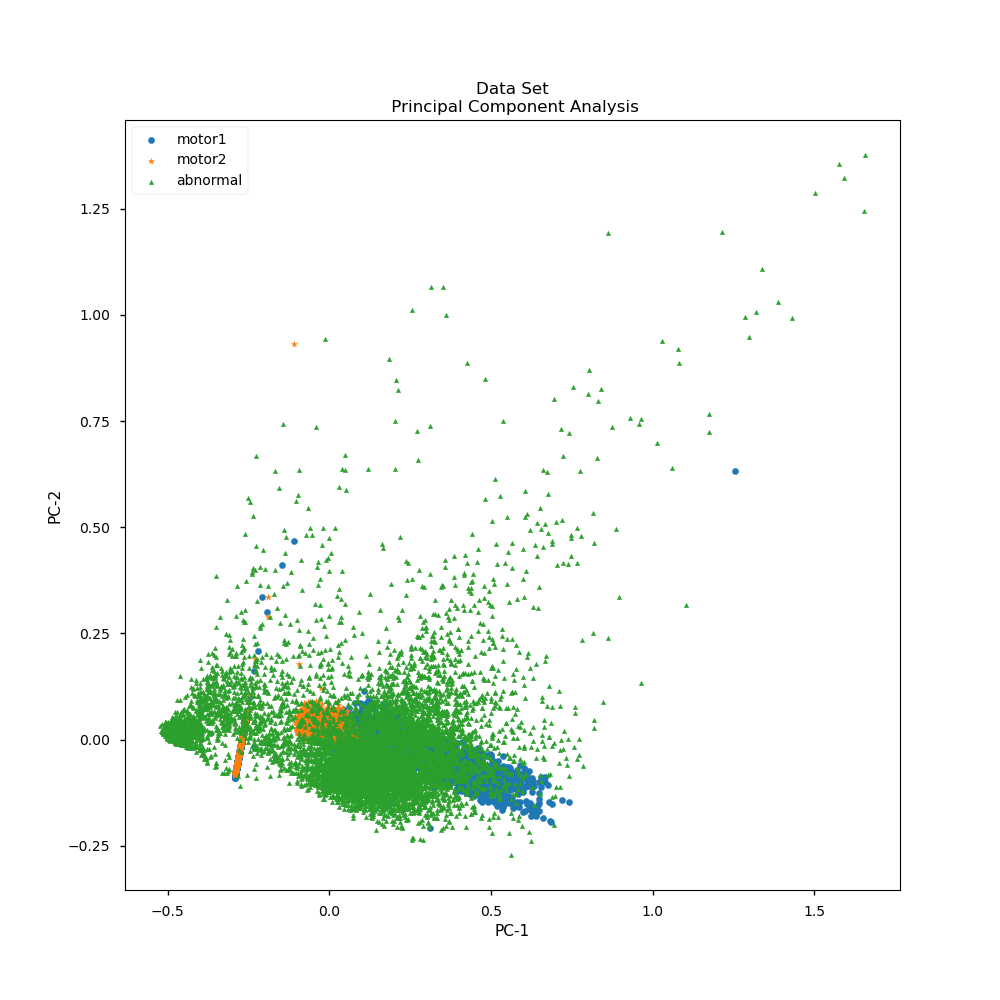 Data Set
Principal Component Analysis
motor1
motor2
abnormal
1.25
1.00
0.75
0.50
0.25
0.00
−0.25
PC-2
−0.5
0.0
0.5
1.0
1.5
PC-1